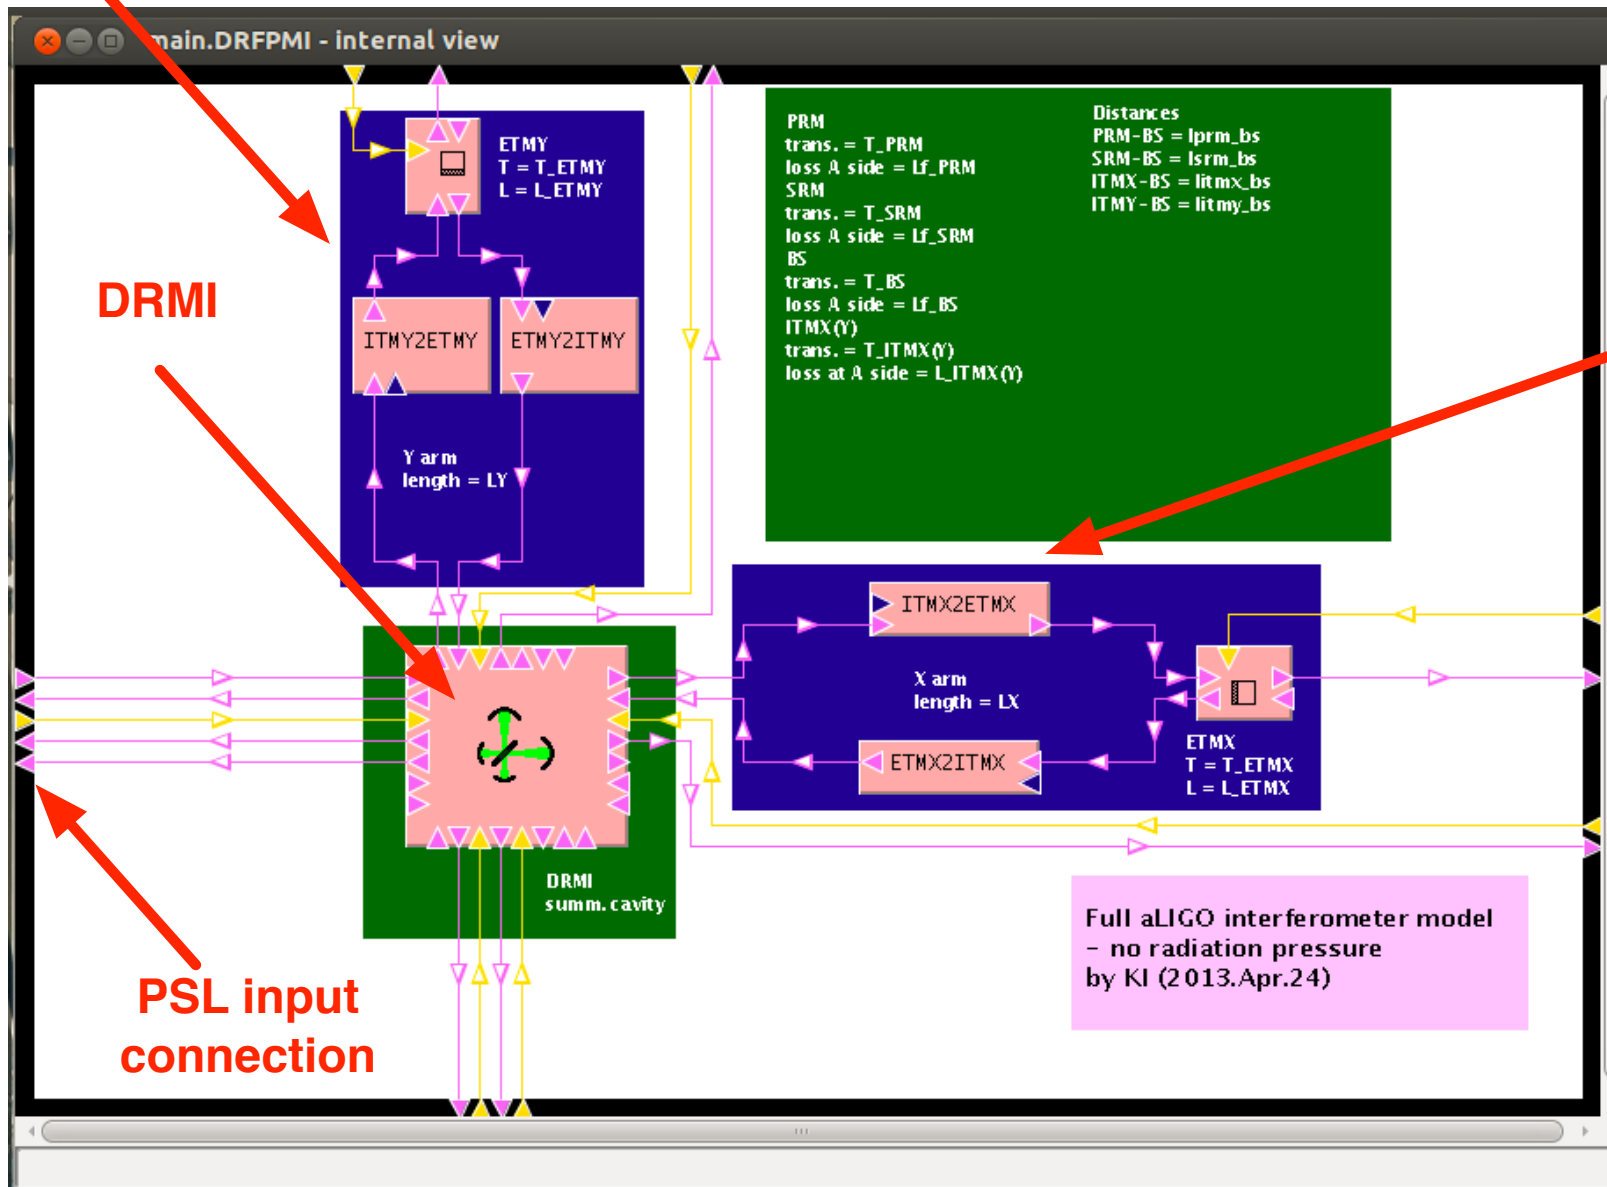 main.DRFPMI - internal view
ETMY
T = T_ETMY
L = L_ETMY
PRM
trans. = T_PRM
loss A side = Lf_PRM
SRM
trans. = T_SRM
loss A side = Lf_SRM
BS
trans. = T_BS
loss A side = Lf_BS
ITMX(Y)
trans. = T_ITMX(Y)
loss at A side = L_ITMX(Y)
Distances
PRM-BS = lprm_bs
SRM-BS = lsrm_bs
ITMX-BS = litmx_bs
ITMY-BS = litmy_bs
DRMI
ITMY2ETMY
ETMY2ITMY
Y arm
length = LY
ITMX2ETMX
X arm
length = LX
ETMX2ITMX
ETMX
T = T_ETMX
L = L_ETMX
DRMI
summ. cavity
Full aLIGO interferometer model
- no radiation pressure
by KI (2013.Apr.24)
PSL input
connection